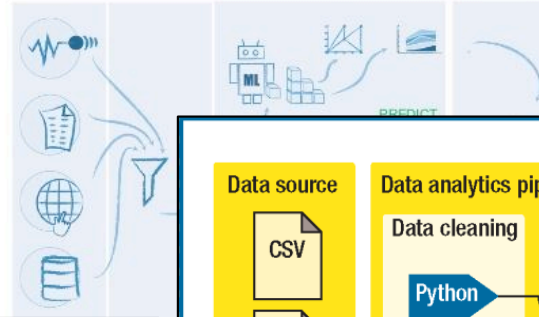 ML
PREDICT
Data source
Data analytics pip
CSV
Data cleaning
Python